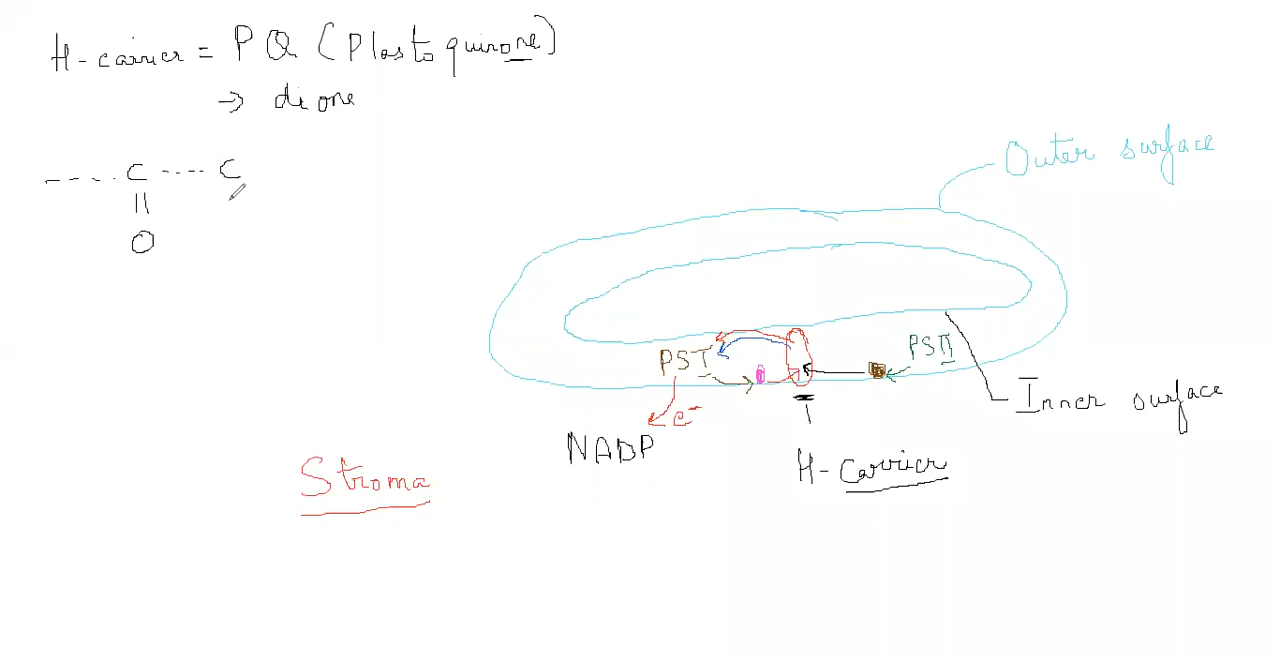 H-carrier = PQ (Plastoquinone)
→ dione
---- C ---- C
||
O
Outer surface
PSI
PSII
e⁻
Inner surface
NADP
H-carrier
Stroma